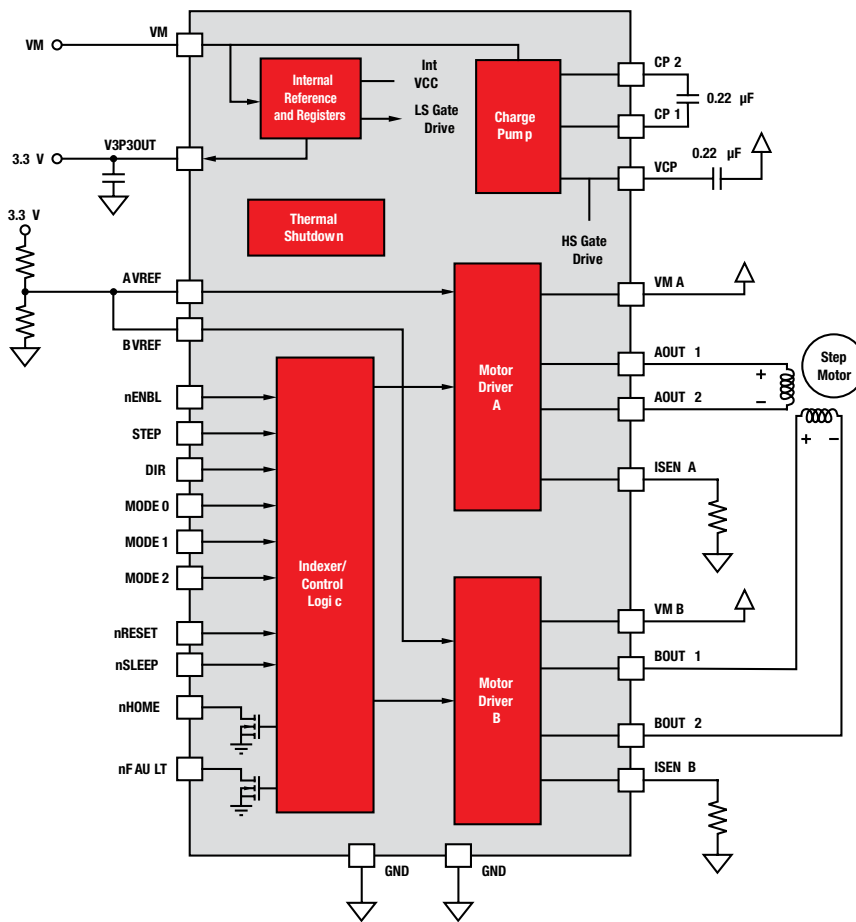 VM
VM
Internal
Reference
and Registers
Int
VCC
LS Gate
Drive
Charge
Pump
CP 2
0.22 µF
CP 1
0.22 µF
VCP
HS Gate
Drive
3.3 V
V3P3OUT
Thermal
Shutdown
3.3 V
AVREF
BVREF
Motor
Driver
A
VM A
AOUT 1
AOUT 2
ISEN A
+
−
Step
Motor
+
−
nENBL
STEP
DIR
MODE 0
MODE 1
MODE 2
nRESET
nSLEEP
nHOME
nFAULT
Indexer/
Control
Logic
Motor
Driver
B
VM B
BOUT 1
BOUT 2
ISEN B
GND
GND